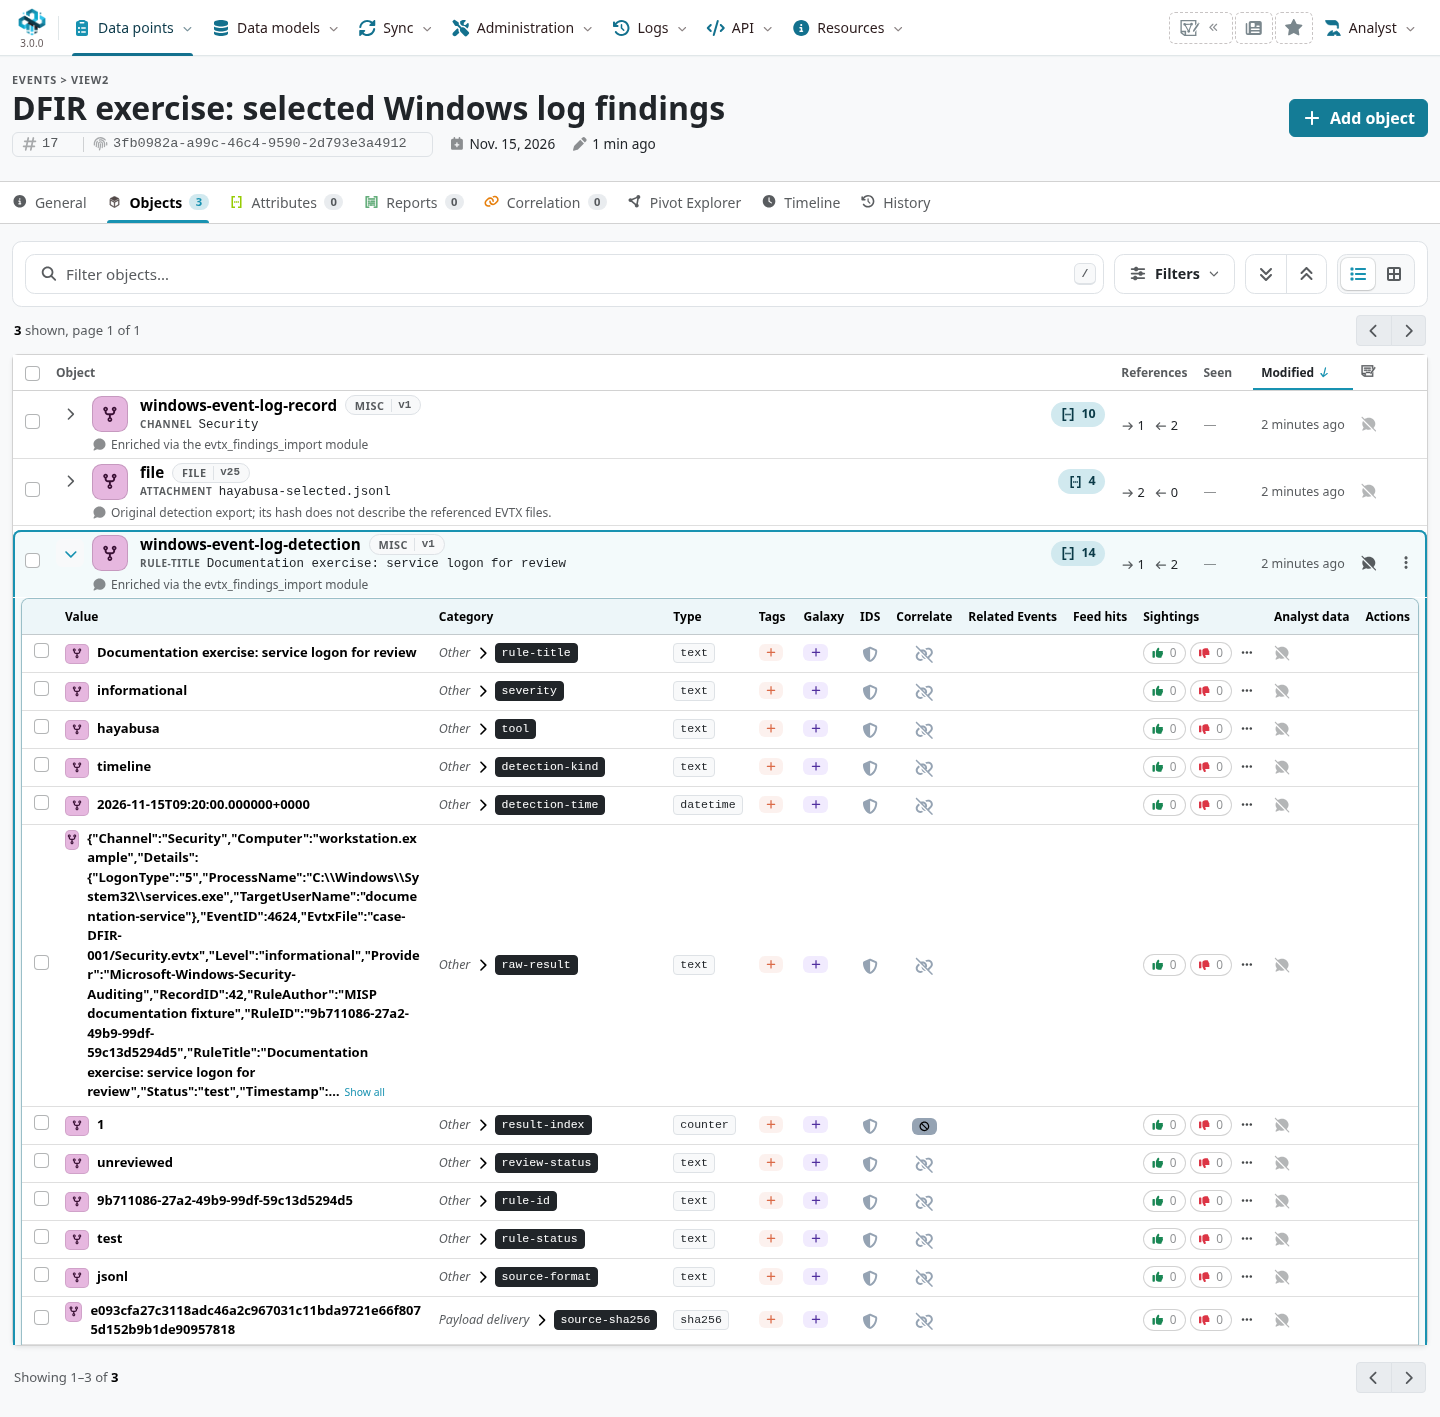 3.0.0
Data points
Data models
Sync
Administration
Logs
API
Resources
Analyst
EVENTS > VIEW2
DFIR exercise: selected Windows log findings
Add object
17
3fb0982a-a99c-46c4-9590-2d793e3a4912
Nov. 15, 2026
1 min ago
General
Objects 3
Attributes 0
Reports 0
Correlation 0
Pivot Explorer
Timeline
History
Filter objects...
/
Filters
3 shown, page 1 of 1
Object References Seen Modified
windows-event-log-record MISC v1
CHANNEL Security
10 → 1 ← 2 — 2 minutes ago
Enriched via the evtx_findings_import module
file FILE v25
ATTACHMENT hayabusa-selected.jsonl
4 → 2 ← 0 — 2 minutes ago
Original detection export; its hash does not describe the referenced EVTX files.
windows-event-log-detection MISC v1
RULE-TITLE Documentation exercise: service logon for review
14 → 1 ← 2 — 2 minutes ago
Enriched via the evtx_findings_import module
Value Category Type Tags Galaxy IDS Correlate Related Events Feed hits Sightings Analyst data Actions
Documentation exercise: service logon for review Other rule-title text + + 0 0
informational Other severity text + + 0 0
hayabusa Other tool text + + 0 0
timeline Other detection-kind text + + 0 0
2026-11-15T09:20:00.000000+0000 Other detection-time datetime + + 0 0
{"Channel":"Security","Computer":"workstation.ex
ample","Details":
{"LogonType":"5","ProcessName":"C:\\Windows\\Sy
stem32\\services.exe","TargetUserName":"docume
ntation-service"},"EventID":4624,"EvtxFile":"case-
DFIR-
001/Security.evtx","Level":"informational","Provide
r":"Microsoft-Windows-Security-
Auditing","RecordID":42,"RuleAuthor":"MISP
documentation fixture","RuleID":"9b711086-27a2-
49b9-99df-
59c13d5294d5","RuleTitle":"Documentation
exercise: service logon for
review","Status":"test","Timestamp":... Show all
Other raw-result text + + 0 0
1 Other result-index counter + + 0 0
unreviewed Other review-status text + + 0 0
9b711086-27a2-49b9-99df-59c13d5294d5 Other rule-id text + + 0 0
test Other rule-status text + + 0 0
jsonl Other source-format text + + 0 0
e093cfa27c3118adc46a2c967031c11bda9721e66f807
5d152b9b1de90957818
Payload delivery source-sha256 sha256 + + 0 0
Showing 1–3 of 3